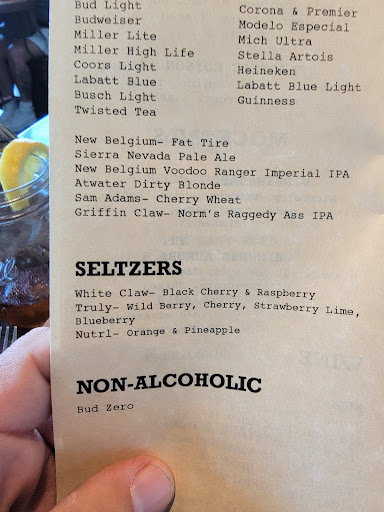 Bud Light
Budweiser
Miller Lite
Miller High Life
Coors Light
Labatt Blue
Busch Light
Twisted Tea
Corona & Premier
Modelo Especial
Mich Ultra
Stella Artois
Heineken
Labatt Blue Light
Guinness
New Belgium- Fat Tire
Sierra Nevada Pale Ale
New Belgium Voodoo Ranger Imperial IPA
Atwater Dirty Blonde
Sam Adams- Cherry Wheat
Griffin Claw- Norm's Raggedy Ass IPA
SELTZERS
White Claw- Black Cherry & Raspberry
Truly- Wild Berry, Cherry, Strawberry Lime,
Blueberry
Nutrl- Orange & Pineapple
NON-ALCOHOLIC
Bud Zero